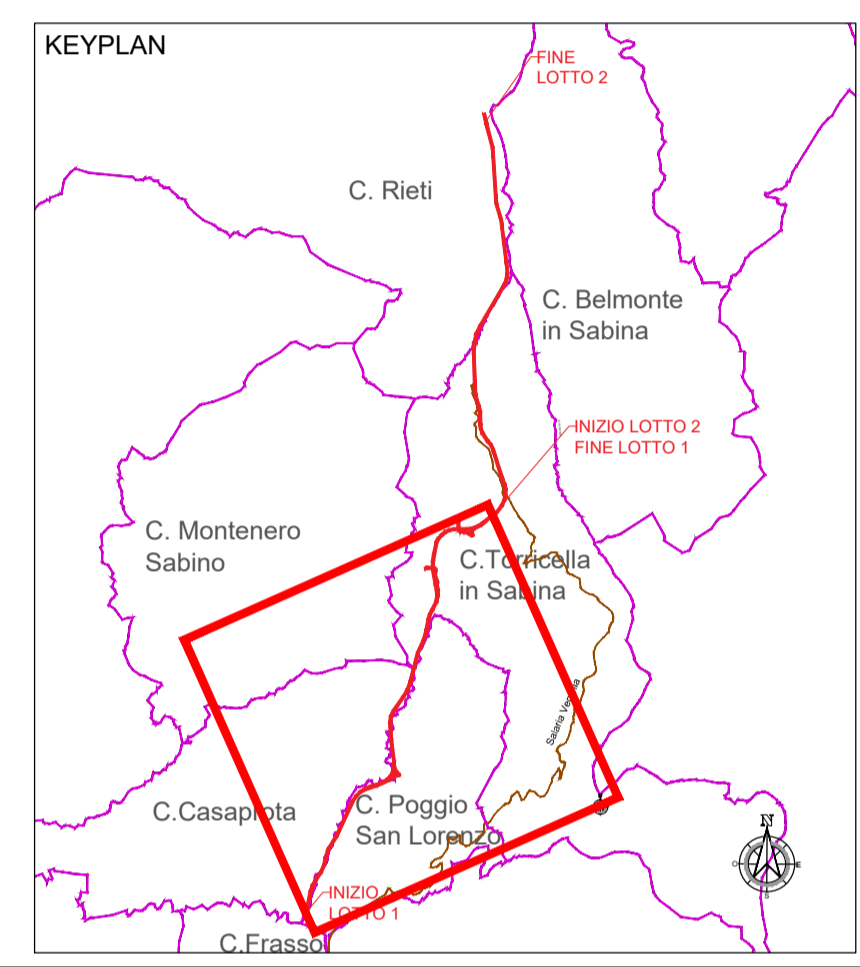 KEYPLAN
FINE
LOTTO 2
C. Rieti
C. Belmonte
in Sabina
INIZIO LOTTO 2
FINE LOTTO 1
C. Montenero
Sabino
C.Torricella
in Sabina
Salaria Vecchia
C.Casaprota
C. Poggio
San Lorenzo
N
O
E
S
INIZIO
LOTTO 1
C.Frasso